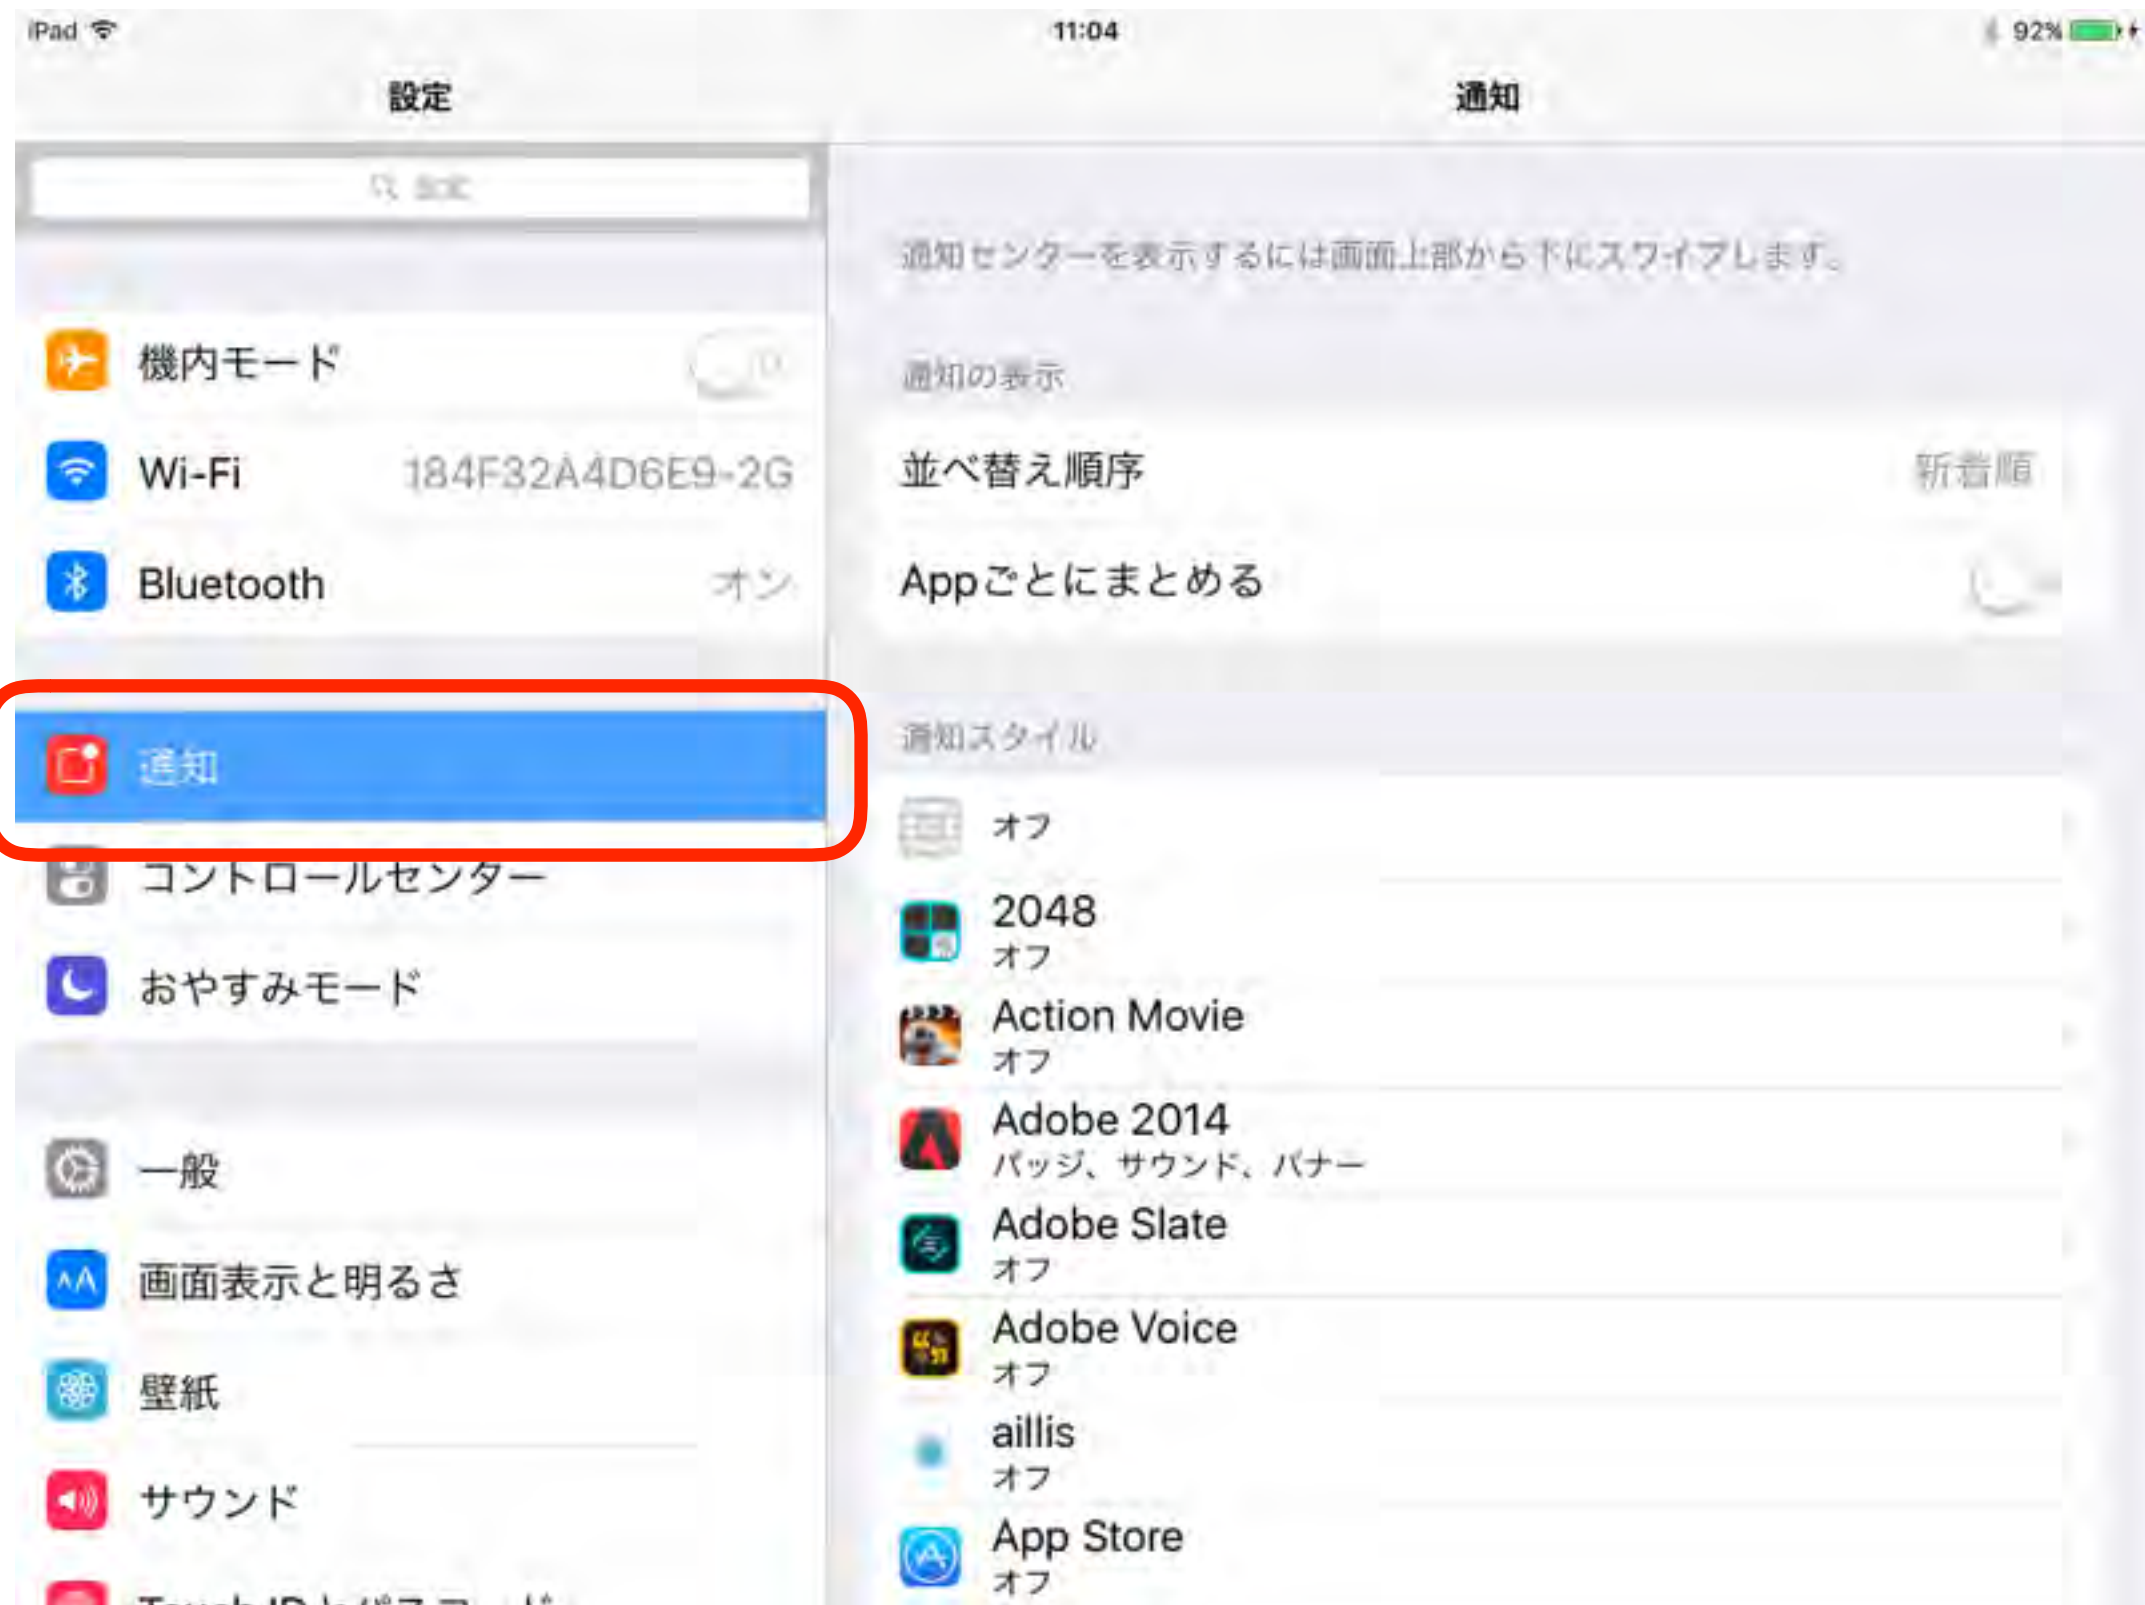 iPad
11:04
92%
設定
通知
設定
機内モード
Wi-Fi 184F32A4D6E9-2G
Bluetooth オン
通知
コントロールセンター
おやすみモード
一般
画面表示と明るさ
壁紙
サウンド
通知センターを表示するには画面上部から下にスワイプします。
通知の表示
並べ替え順序 新着順
Appごとにまとめる
通知スタイル
オフ
2048
オフ
Action Movie
オフ
Adobe 2014
バッジ、サウンド、バナー
Adobe Slate
オフ
Adobe Voice
オフ
aillis
オフ
App Store
オフ